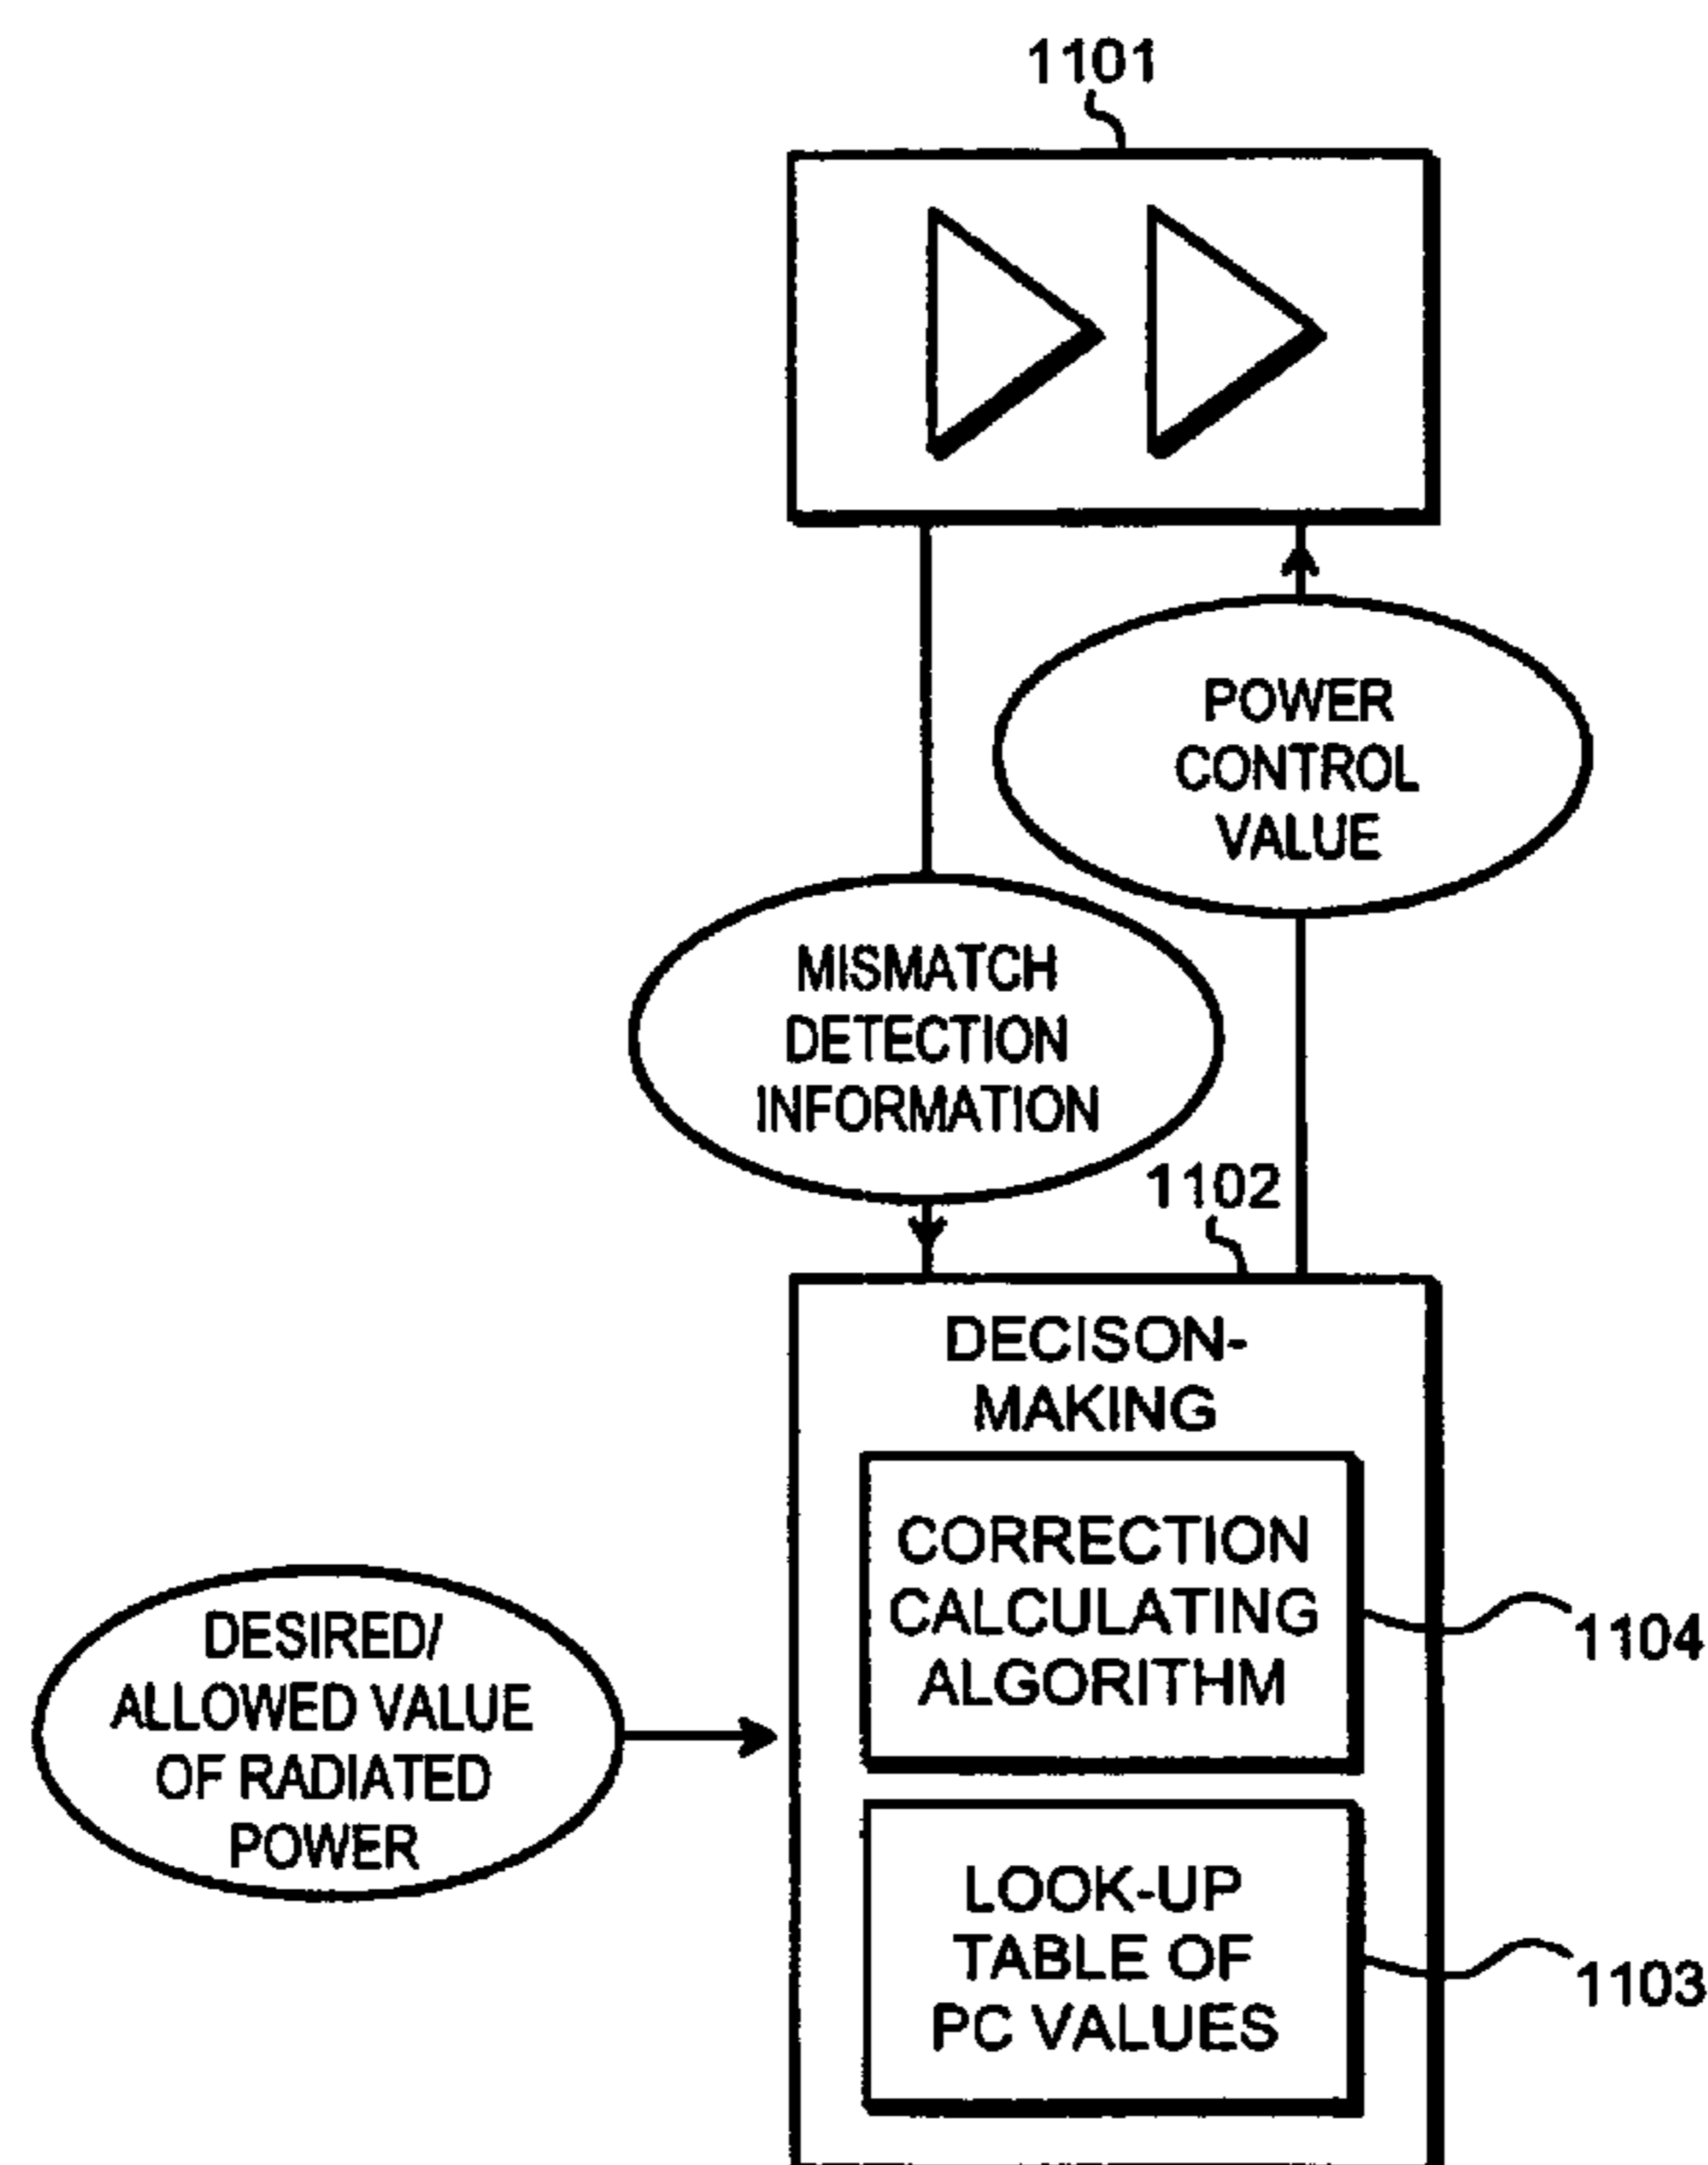 1101
POWER
CONTROL
VALUE
MISMATCH
DETECTION
INFORMATION
1102
DECISON-
MAKING
CORRECTION
CALCULATING
ALGORITHM
1104
DESIRED/
ALLOWED VALUE
OF RADIATED
POWER
LOOK-UP
TABLE OF
PC VALUES
1103